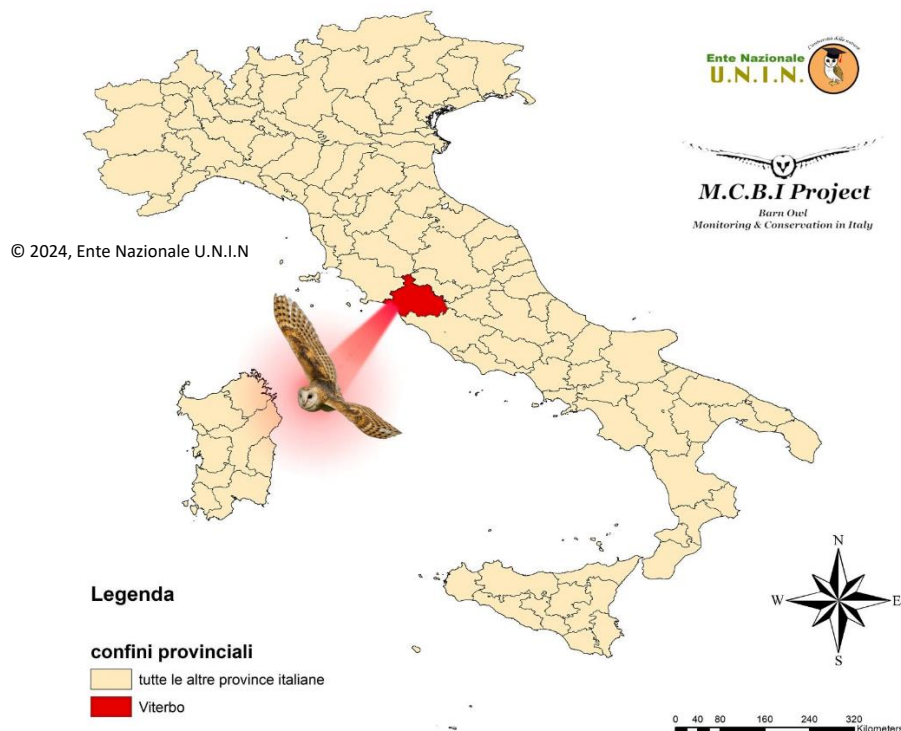 Ente Nazionale
U.N.I.N.
M.C.B.I Project
Barn Owl
Monitoring & Conservation in Italy
© 2024, Ente Nazionale U.N.I.N
Legenda
confini provinciali
tutte le altre province italiane
Viterbo
N
W E
S
0 40 80 160 240 320
Kilometers